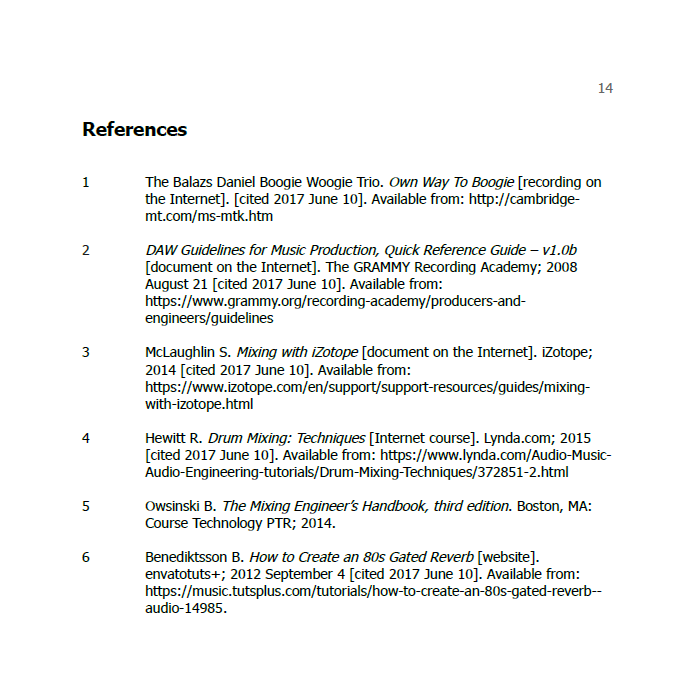 14
References
1 The Balazs Daniel Boogie Woogie Trio. Own Way To Boogie [recording on
the Internet]. [cited 2017 June 10]. Available from: http://cambridge-
mt.com/ms-mtk.htm
2 DAW Guidelines for Music Production, Quick Reference Guide – v1.0b
[document on the Internet]. The GRAMMY Recording Academy; 2008
August 21 [cited 2017 June 10]. Available from:
https://www.grammy.org/recording-academy/producers-and-
engineers/guidelines
3 McLaughlin S. Mixing with iZotope [document on the Internet]. iZotope;
2014 [cited 2017 June 10]. Available from:
https://www.izotope.com/en/support/support-resources/guides/mixing-
with-izotope.html
4 Hewitt R. Drum Mixing: Techniques [Internet course]. Lynda.com; 2015
[cited 2017 June 10]. Available from: https://www.lynda.com/Audio-Music-
Audio-Engineering-tutorials/Drum-Mixing-Techniques/372851-2.html
5 Owsinski B. The Mixing Engineer’s Handbook, third edition. Boston, MA:
Course Technology PTR; 2014.
6 Benediktsson B. How to Create an 80s Gated Reverb [website].
envatotuts+; 2012 September 4 [cited 2017 June 10]. Available from:
https://music.tutsplus.com/tutorials/how-to-create-an-80s-gated-reverb--
audio-14985.